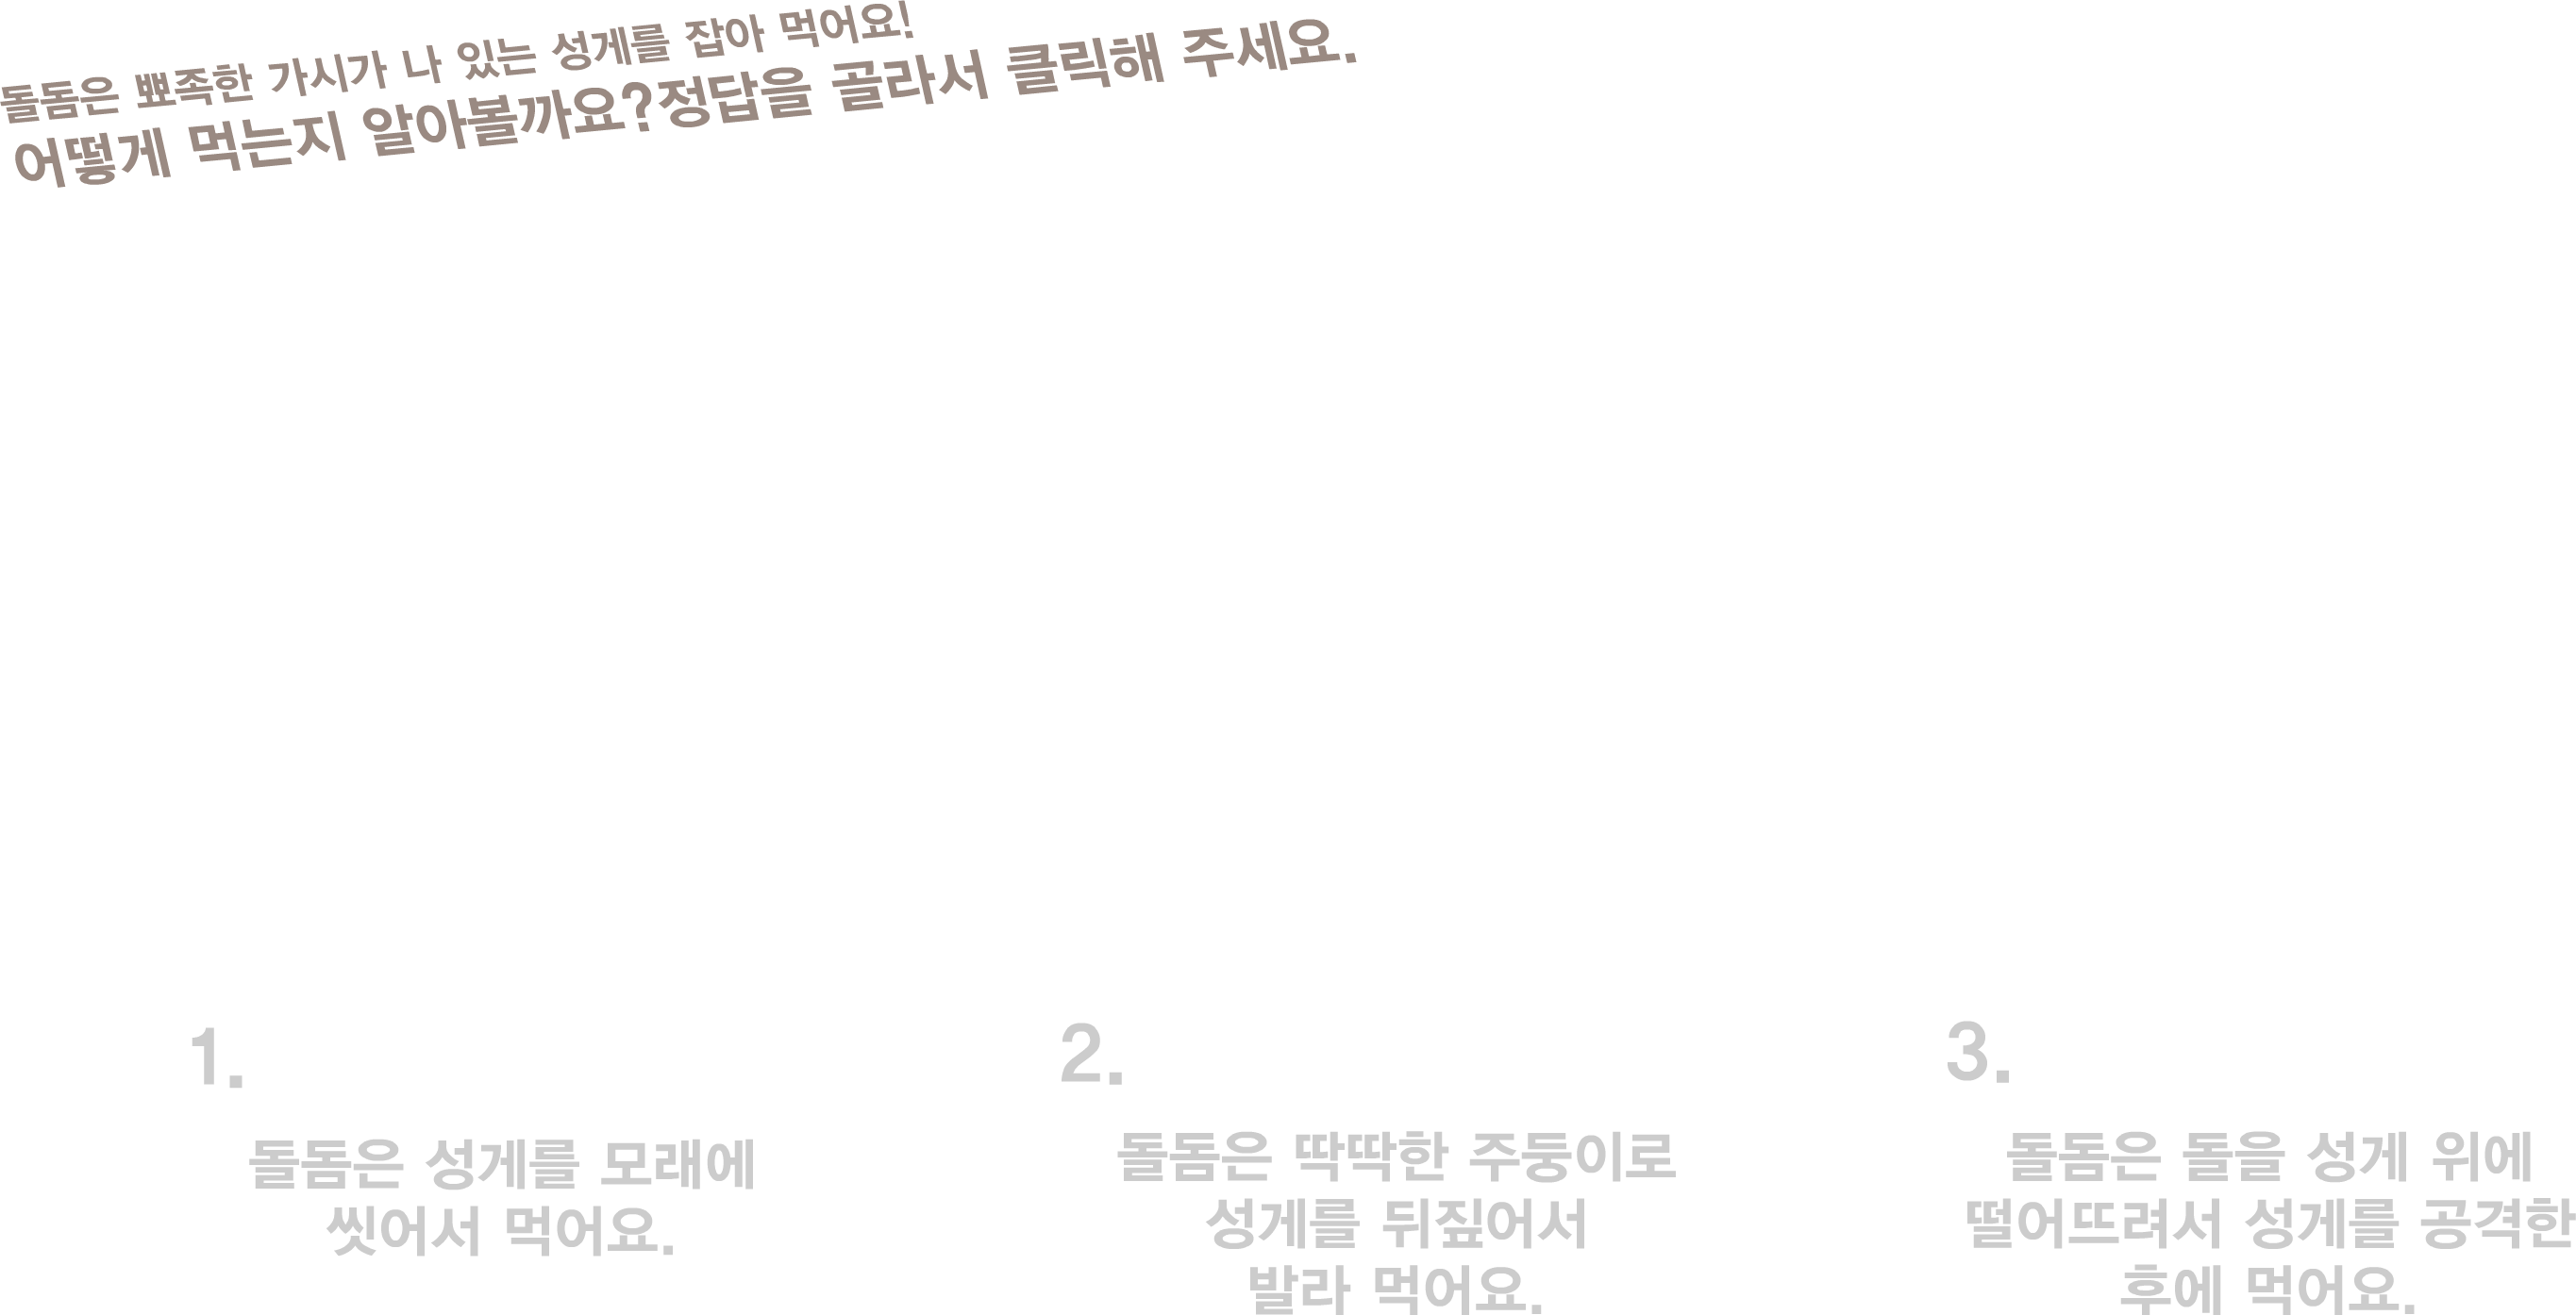 돌돔은 뾰족한 가시가 나 있는 성게를 잡아 먹어요!
어떻게 먹는지 알아볼까요?정답을 골라서 클릭해 주세요.
1.
돌돔은 성게를 모래에
씻어서 먹어요.
2.
돌돔은 딱딱한 주둥이로
성게를 뒤짚어서
발라 먹어요.
3.
돌돔은 돌을 성게 위에
떨어뜨려서 성게를 공격한
후에 먹어요.